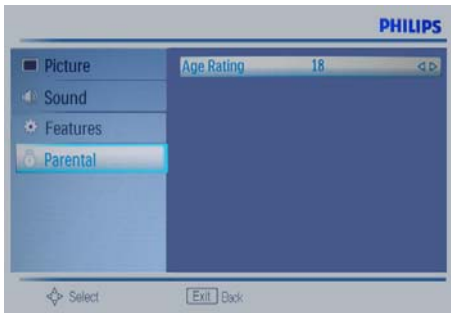 PHILIPS
Picture
Age Rating 18
Sound
Features
Parental
Select Exit Back